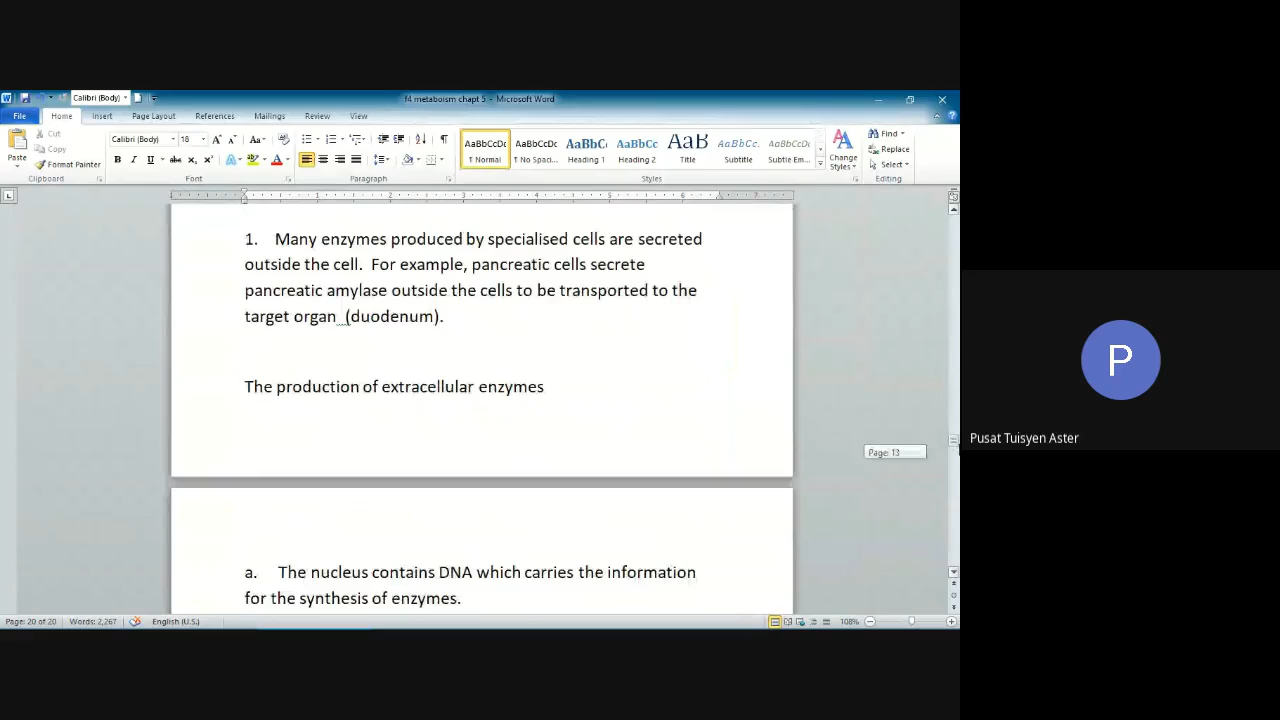 Calibri (Body)
f4 metaboism chapt 5 - Microsoft Word
File Home Insert Page Layout References Mailings Review View
Paste
Cut
Copy
Format Painter
Clipboard
Calibri (Body) 18
Font
Paragraph
AaBbCcDc AaBbCcDc AaBbC AaBbCc AaB AaBbCc. AaBbCcDc
¶ Normal ¶ No Spac... Heading 1 Heading 2 Title Subtitle Subtle Em...
Styles
Change Styles
Find
Replace
Select
Editing
1. Many enzymes produced by specialised cells are secreted
outside the cell. For example, pancreatic cells secrete
pancreatic amylase outside the cells to be transported to the
target organ (duodenum).
The production of extracellular enzymes
Page: 13
a. The nucleus contains DNA which carries the information
for the synthesis of enzymes.
Page: 20 of 20 Words: 2,267 English (U.S.) 108%
P
Pusat Tuisyen Aster